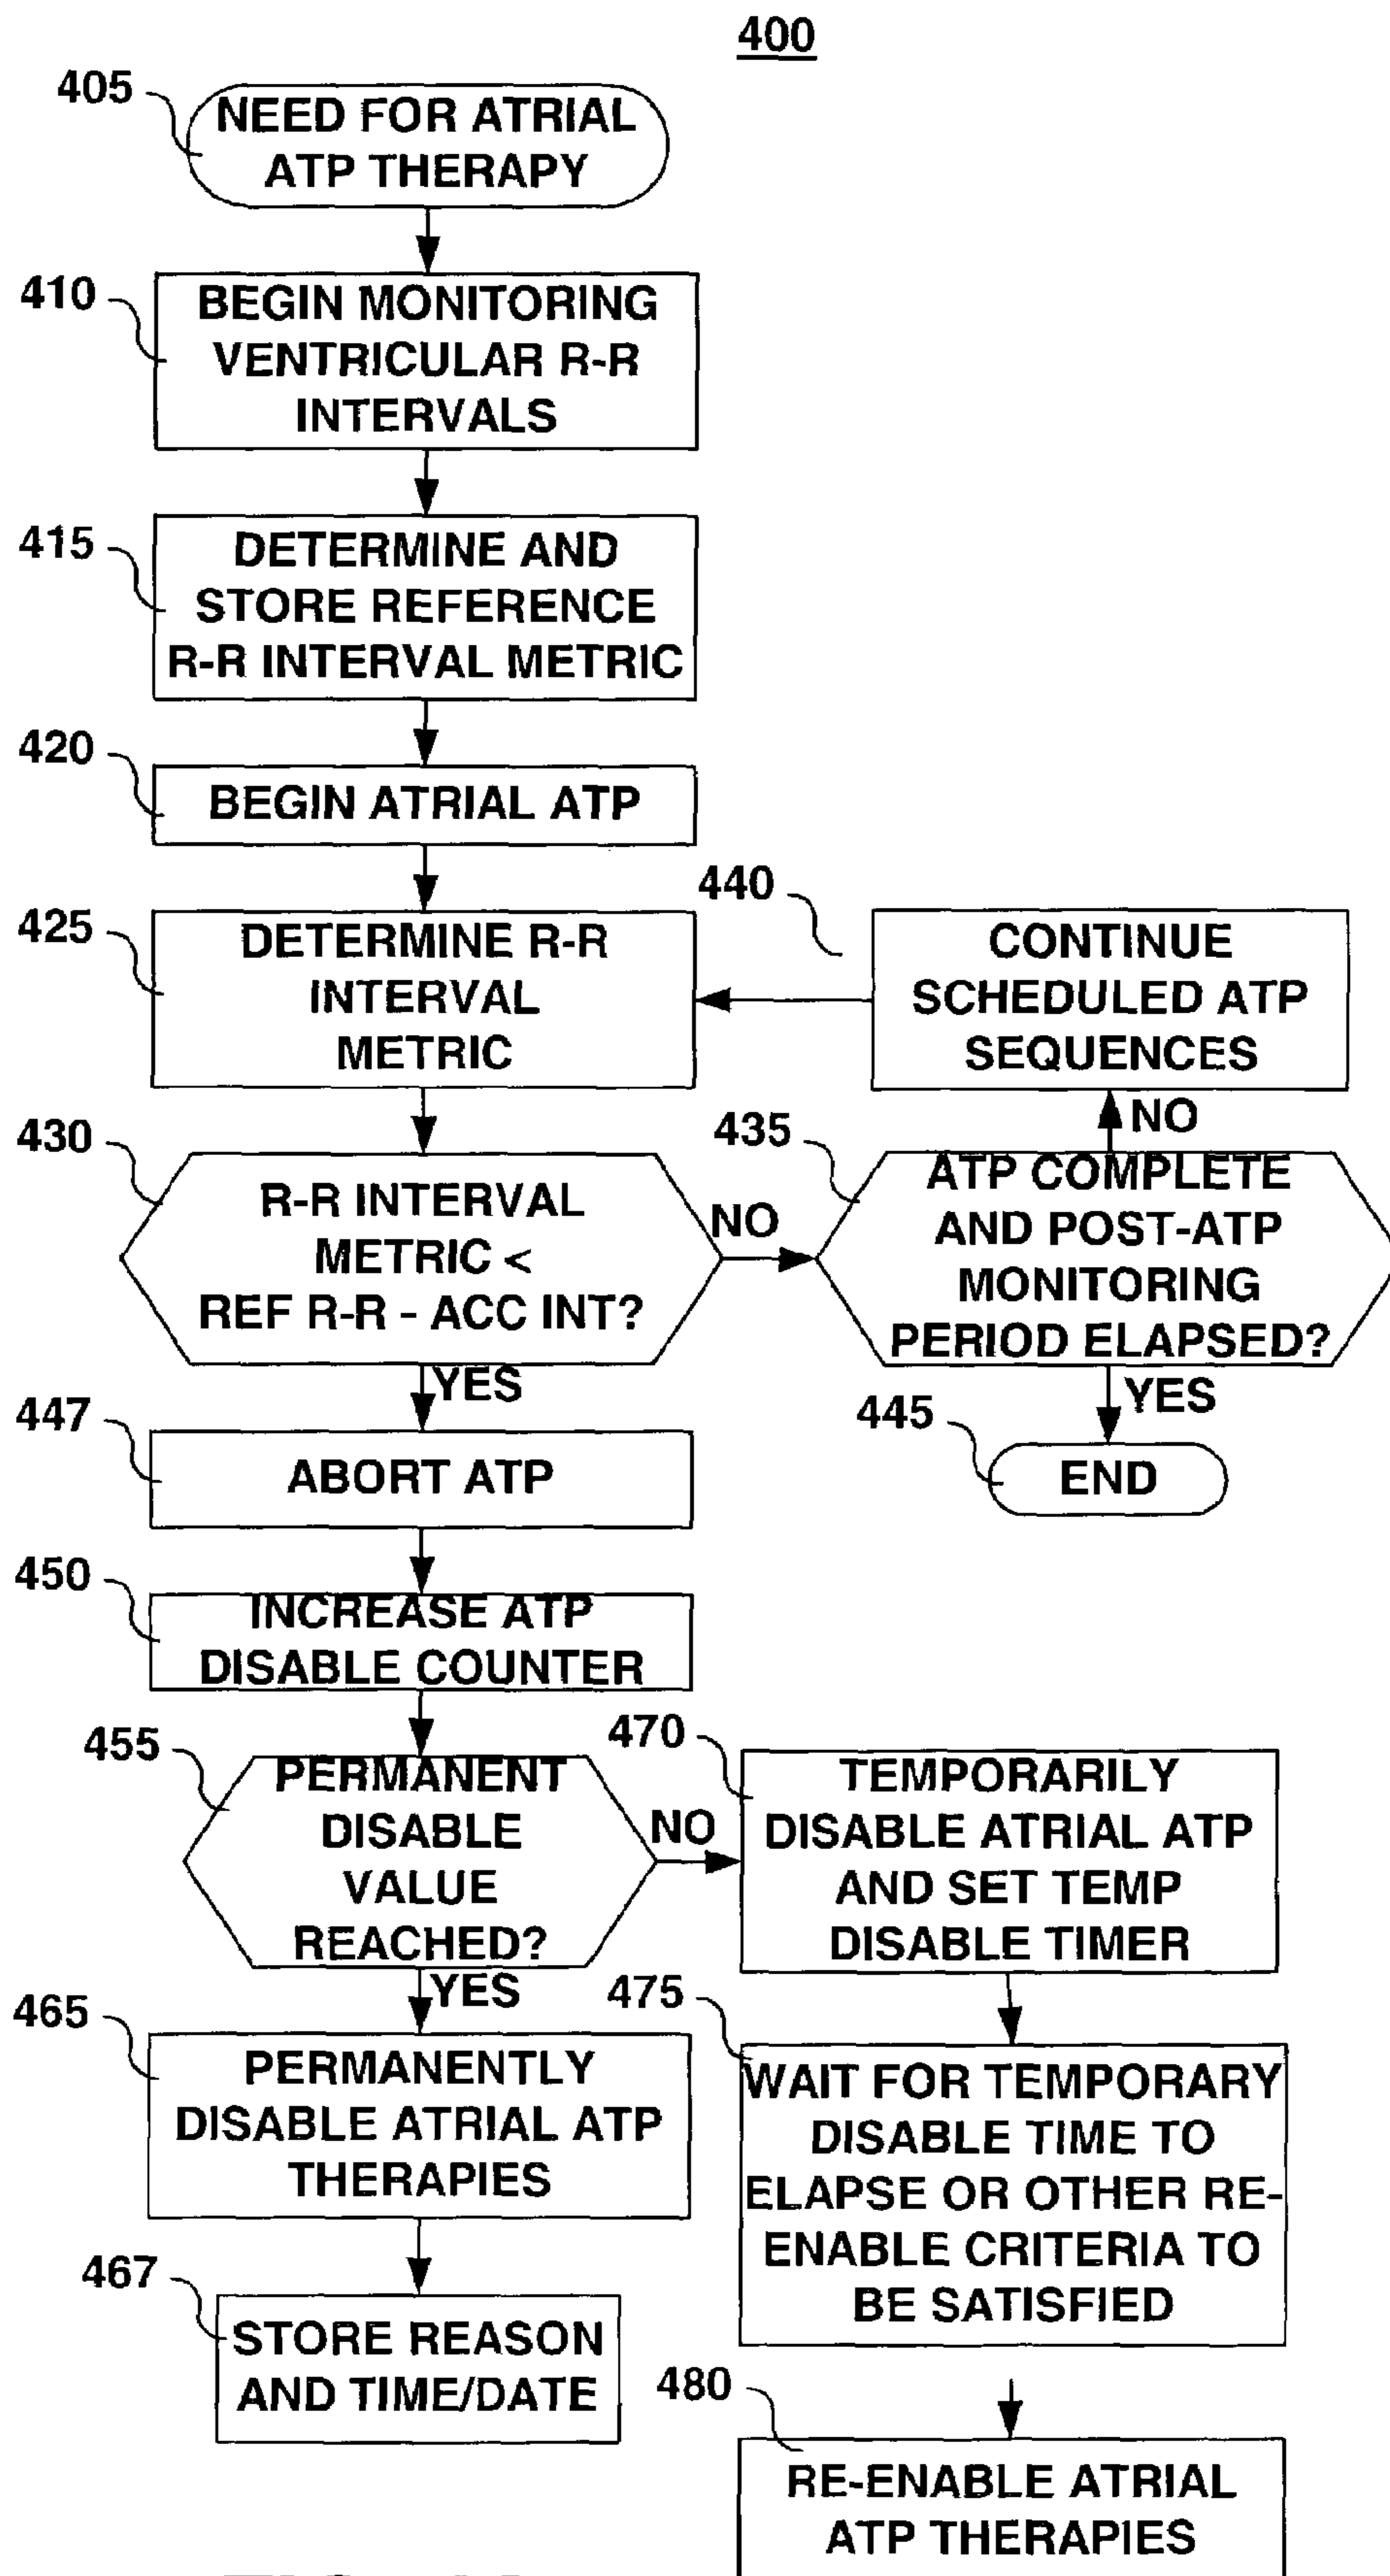 400
405
NEED FOR ATRIAL
ATP THERAPY
410
BEGIN MONITORING
VENTRICULAR R-R
INTERVALS
415
DETERMINE AND
STORE REFERENCE
R-R INTERVAL METRIC
420
BEGIN ATRIAL ATP
425
DETERMINE R-R
INTERVAL
METRIC
440
CONTINUE
SCHEDULED ATP
SEQUENCES
NO
430
R-R INTERVAL
METRIC <
REF R-R - ACC INT?
NO
435
ATP COMPLETE
AND POST-ATP
MONITORING
PERIOD ELAPSED?
YES
YES
445
END
447
ABORT ATP
450
INCREASE ATP
DISABLE COUNTER
455
PERMANENT
DISABLE
VALUE
REACHED?
NO
470
TEMPORARILY
DISABLE ATRIAL ATP
AND SET TEMP
DISABLE TIMER
YES
465
PERMANENTLY
DISABLE ATRIAL ATP
THERAPIES
475
WAIT FOR TEMPORARY
DISABLE TIME TO
ELAPSE OR OTHER RE-
ENABLE CRITERIA TO
BE SATISFIED
467
STORE REASON
AND TIME/DATE
480
RE-ENABLE ATRIAL
ATP THERAPIES